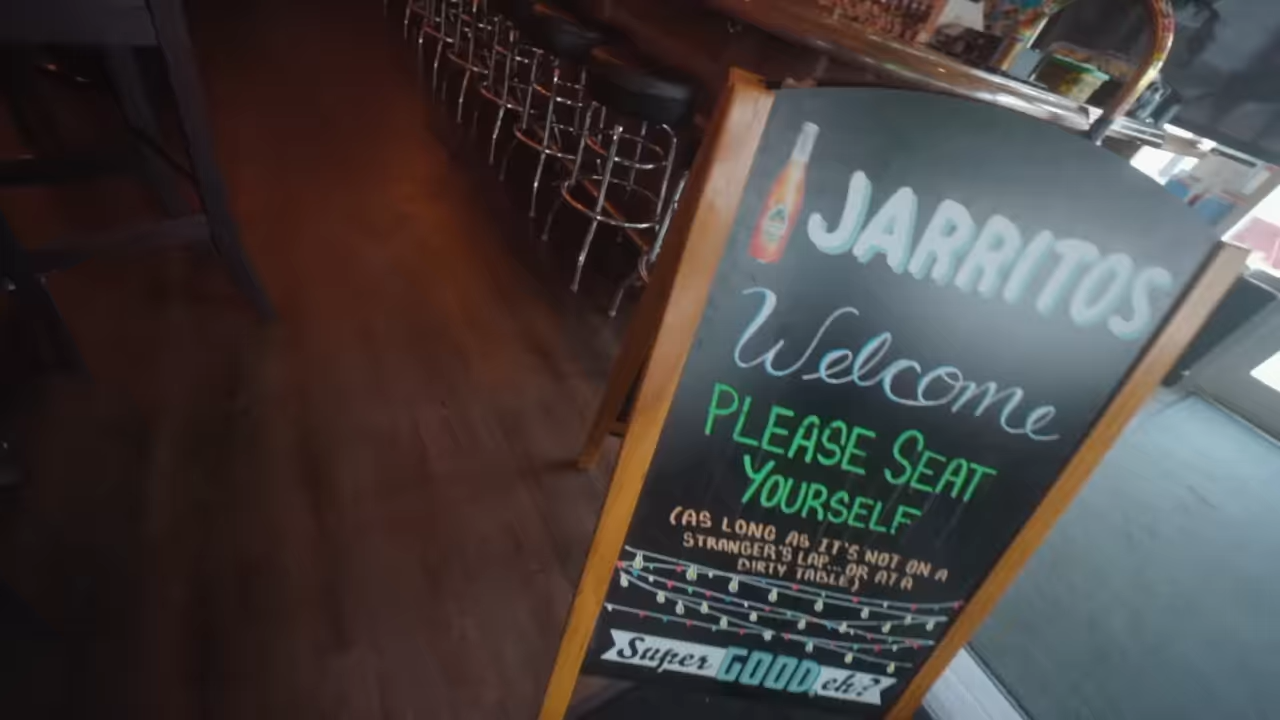 JARRITOS
Welcome
PLEASE SEAT
YOURSELF
(AS LONG AS IT'S NOT ON A
STRANGER'S LAP... OR AT A
DIRTY TABLE)
Super GOOD eh?